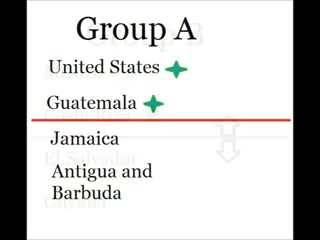 Group A
United States
Guatemala
Jamaica
Antigua and
Barbuda